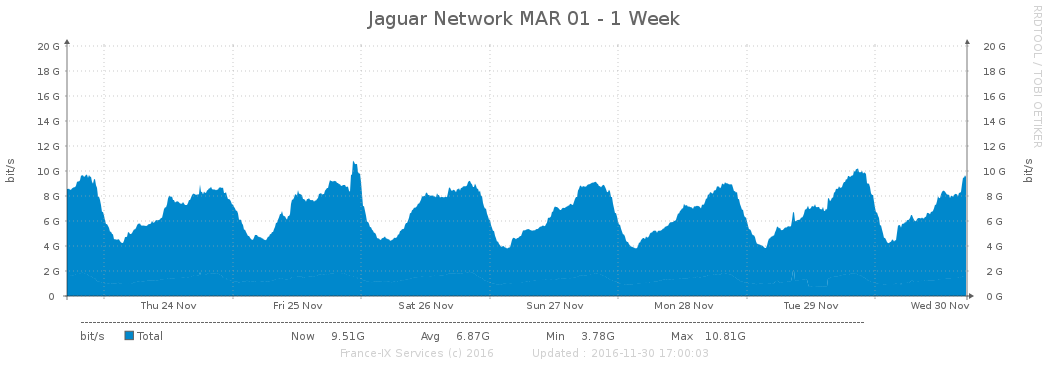 Jaguar Network MAR 01 - 1 Week
RRDTOOL / TOBI OETIKER
bit/s
20 G 20 G
18 G 18 G
16 G 16 G
14 G 14 G
12 G 12 G
10 G 10 G
8 G 8 G
6 G 6 G
4 G 4 G
2 G 2 G
0 0 G
bit/s
Thu 24 Nov Fri 25 Nov Sat 26 Nov Sun 27 Nov Mon 28 Nov Tue 29 Nov Wed 30 Nov
bit/s Total Now 9.51G Avg 6.87G Min 3.78G Max 10.81G
France-IX Services (c) 2016 Updated : 2016-11-30 17:00:03